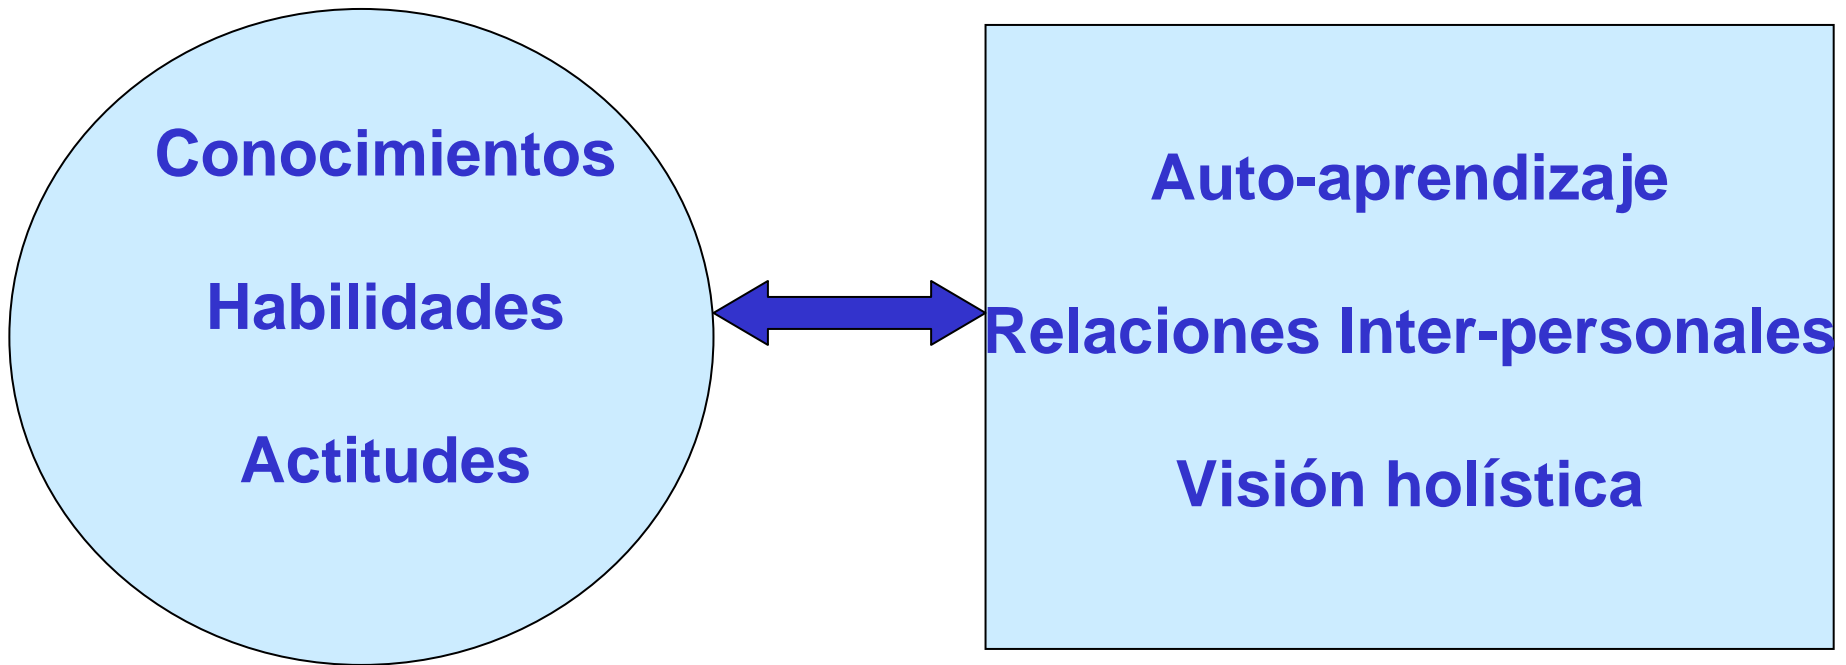 Conocimientos
Habilidades
Actitudes
Auto-aprendizaje
Relaciones Inter-personales
Visión holística